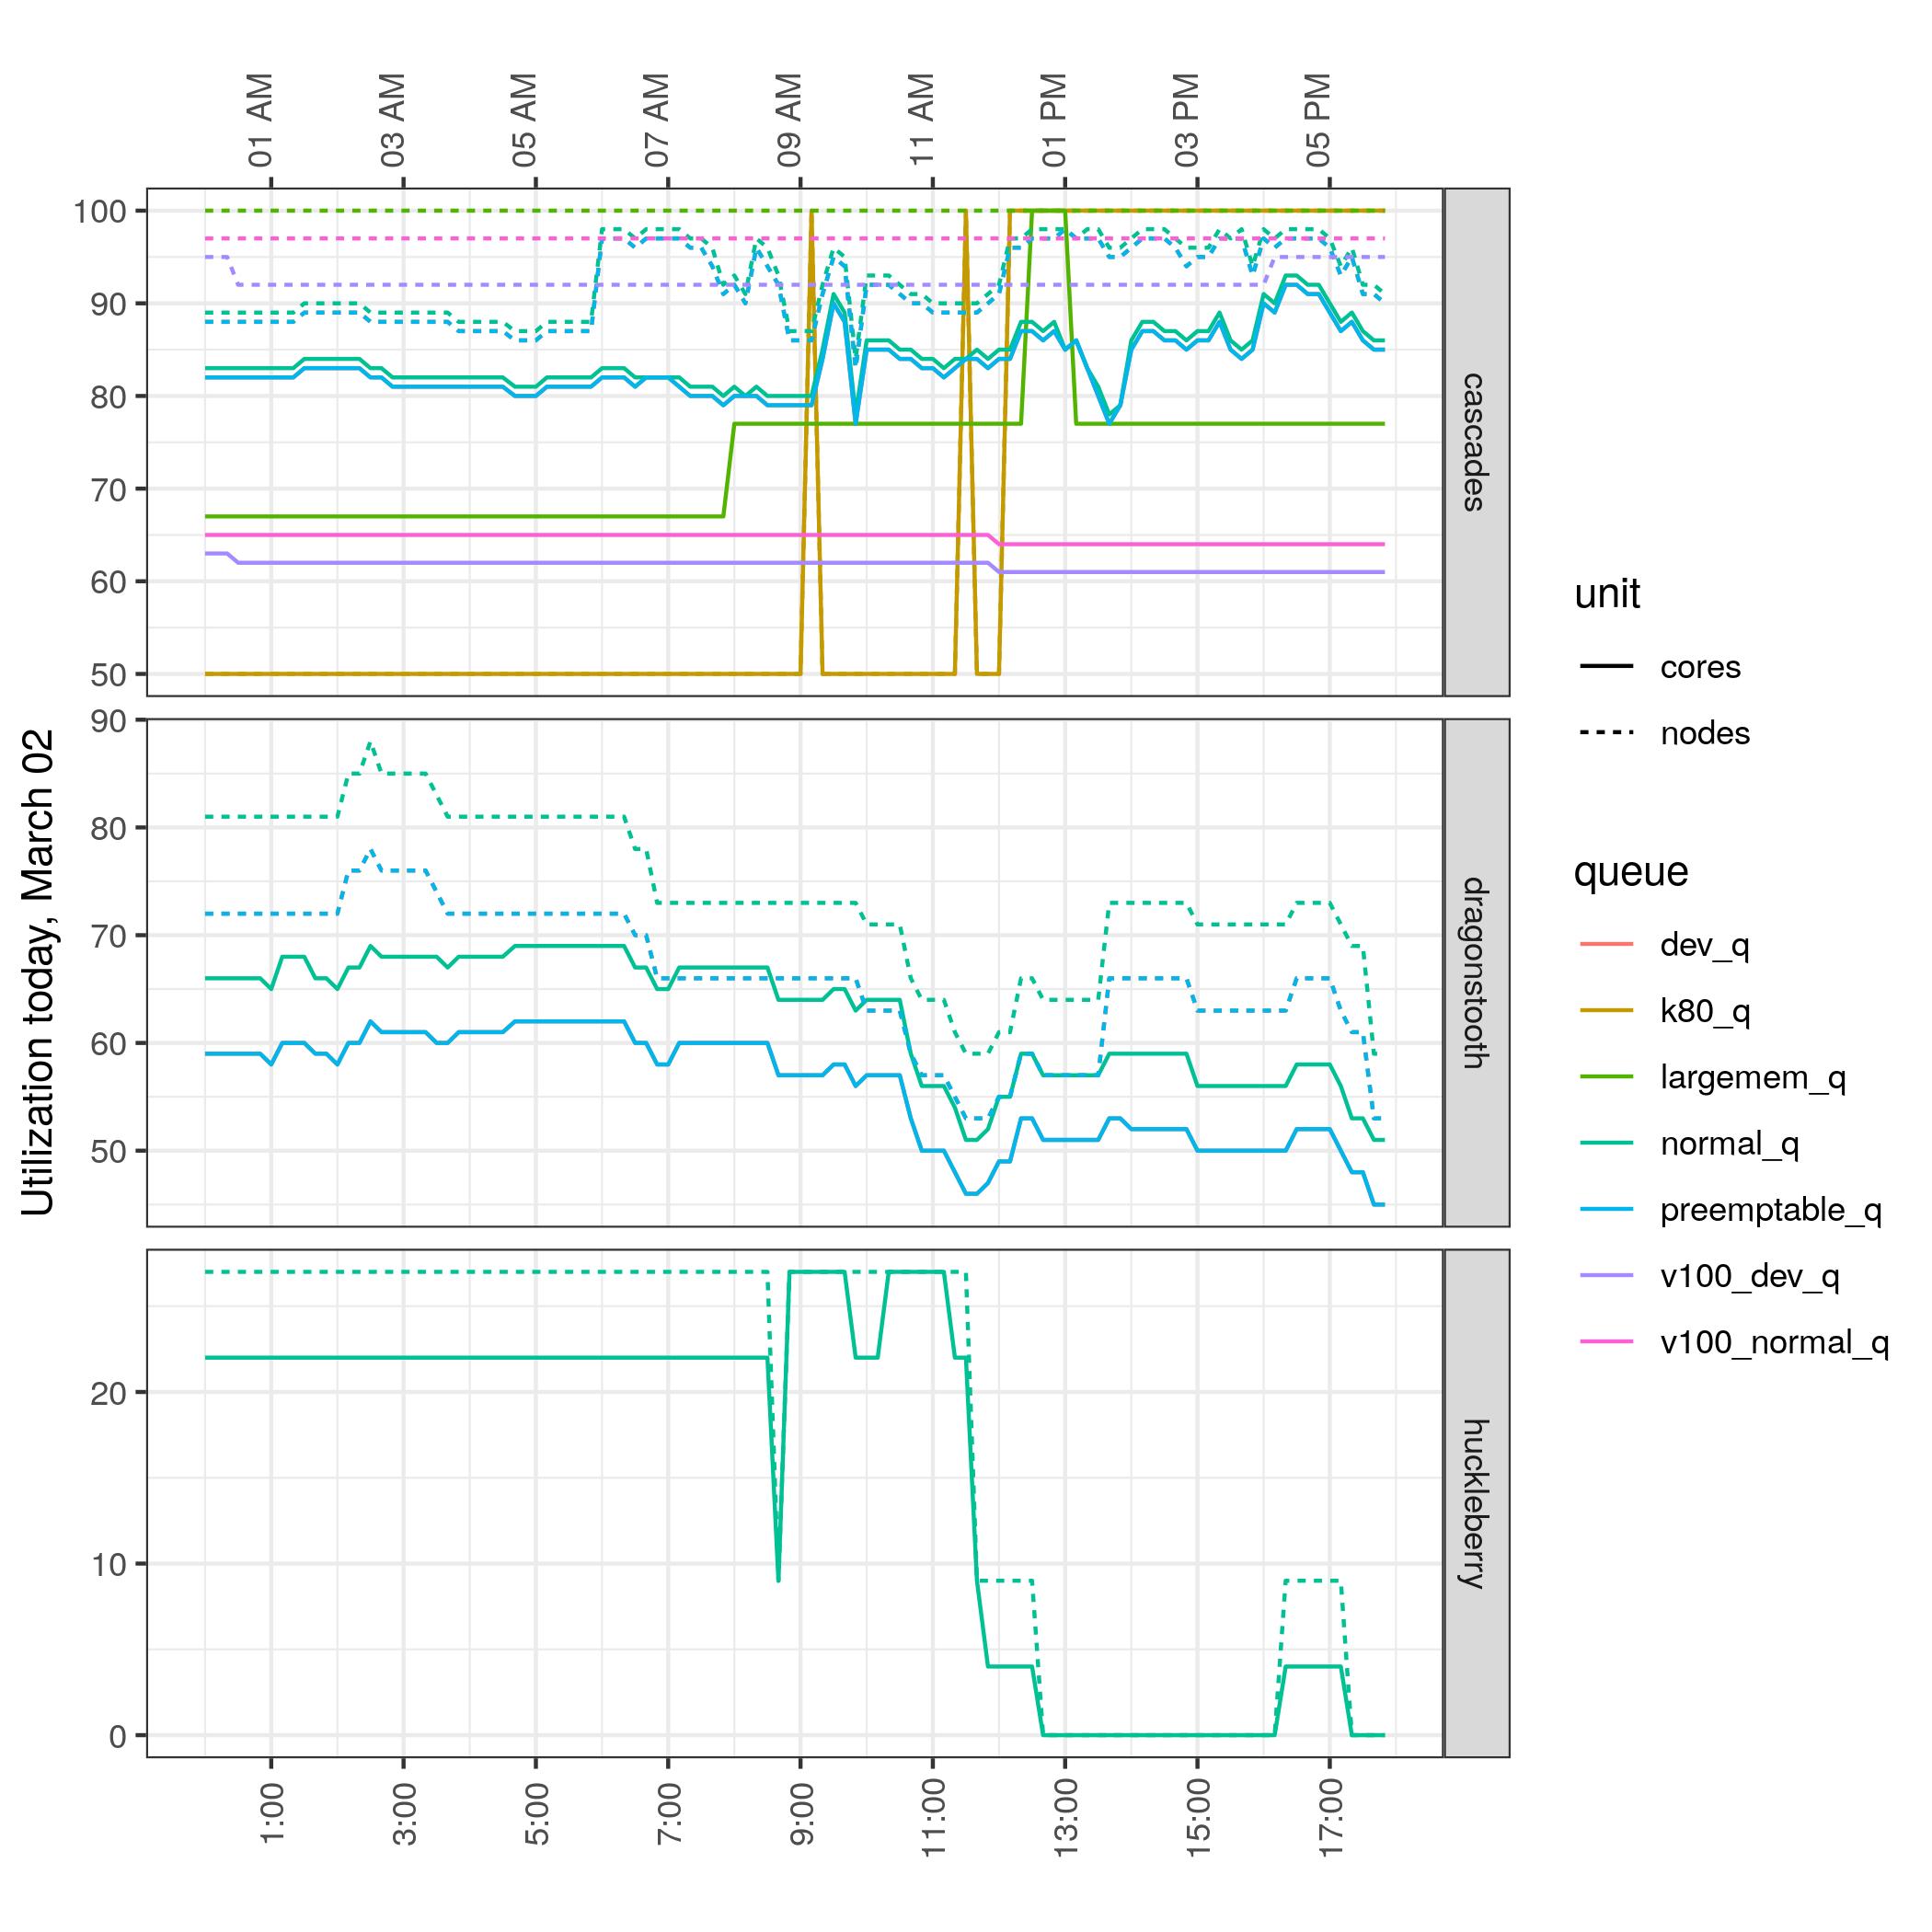 01 AM
03 AM
05 AM
07 AM
09 AM
11 AM
01 PM
03 PM
05 PM
Utilization today, March 02
100
90
80
70
60
50
cascades
90
80
70
60
50
dragonstooth
20
10
0
huckleberry
1:00
3:00
5:00
7:00
9:00
11:00
13:00
15:00
17:00
unit
cores
nodes
queue
dev_q
k80_q
largemem_q
normal_q
preemptable_q
v100_dev_q
v100_normal_q